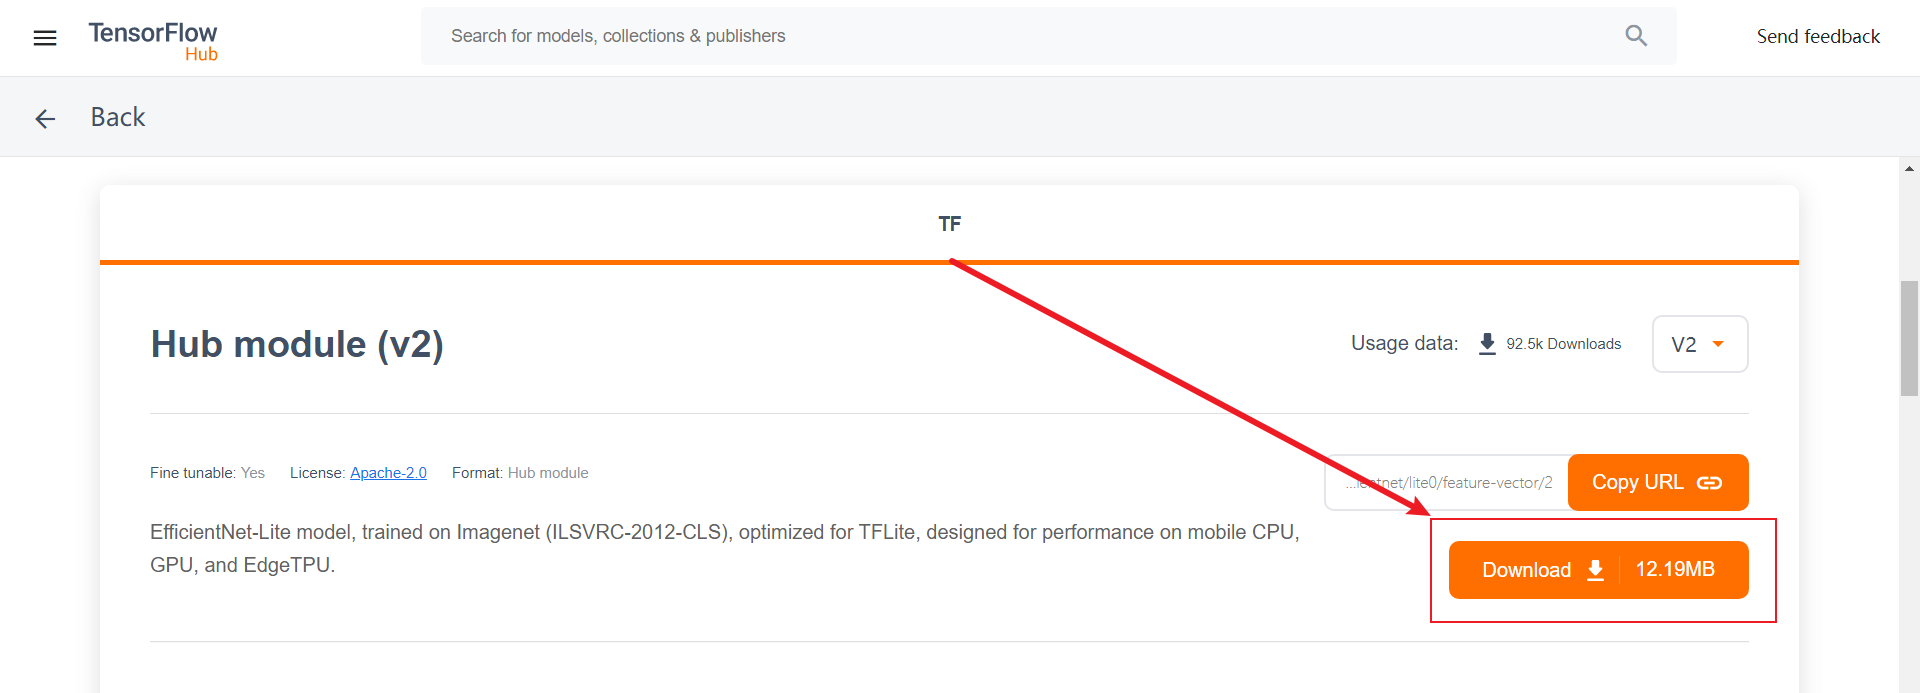 TensorFlow
Hub
Search for models, collections & publishers
Send feedback
Back
TF
Hub module (v2)
Usage data:
92.5k Downloads
V2
Fine tunable: Yes
License: Apache-2.0
Format: Hub module
/lite0/feature-vector/2
Copy URL
EfficientNet-Lite model, trained on Imagenet (ILSVRC-2012-CLS), optimized for TFLite, designed for performance on mobile CPU,
GPU, and EdgeTPU.
Download
12.19MB